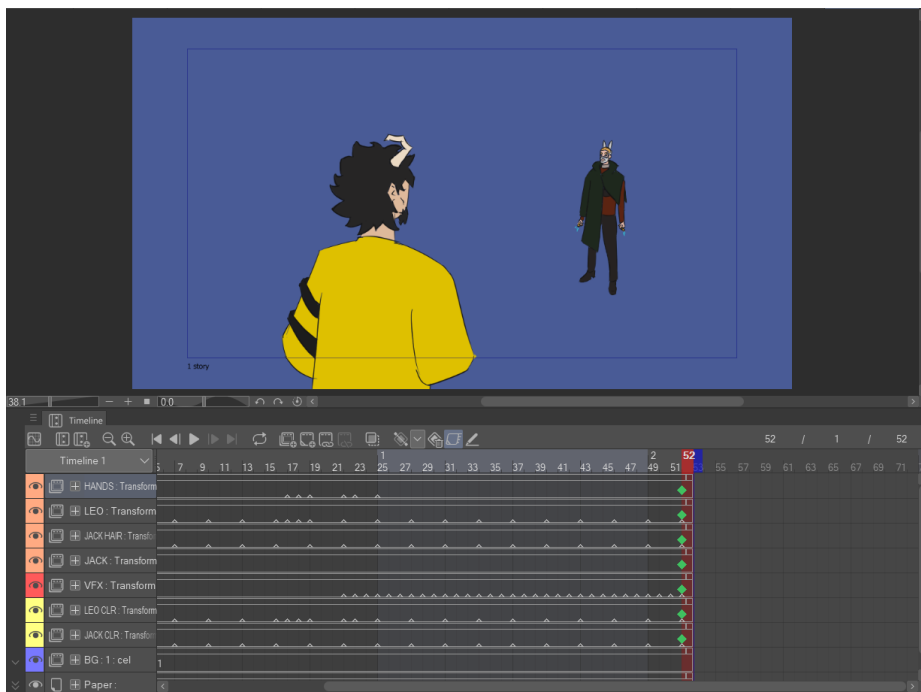 1 story
38.1
0.0
Timeline
52 / 1 / 52
Timeline 1
1 2 52
5 7 9 11 13 15 17 19 21 23 25 27 29 31 33 35 37 39 41 43 45 47 49 51 53 55 57 59 61 63 65 67 69 71
HANDS : Transform
LEO : Transform
JACK HAIR : Transfo
JACK : Transform
VFX : Transform
LEO CLR : Transform
JACK CLR : Transfo
BG : 1 : cel
1
Paper :